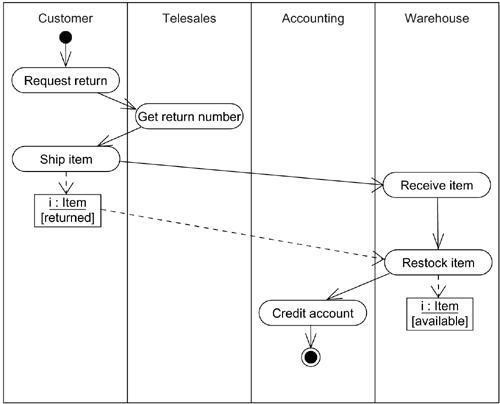 Customer Telesales Accounting Warehouse
Request return
Get return number
Ship item
Receive item
i : Item
[returned]
Restock item
i : Item
[available]
Credit account